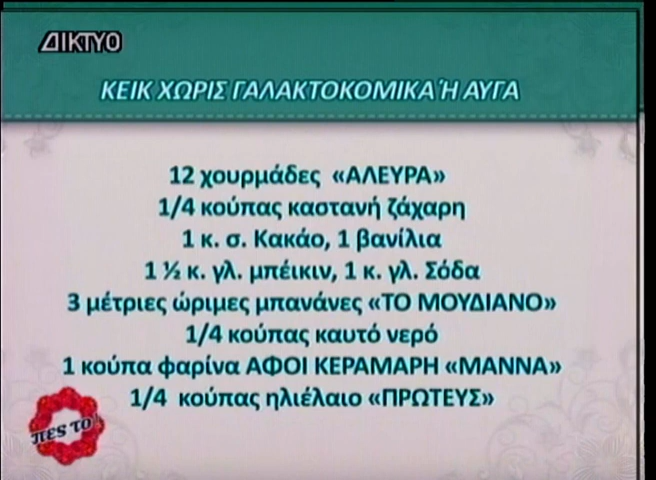 ΔΙΚΤΥΟ
ΚΕΙΚ ΧΩΡΙΣ ΓΑΛΑΚΤΟΚΟΜΙΚΑ Ή ΑΥΓΑ
12 χουρμάδες «ΑΛΕΥΡΑ»
1/4 κούπας καστανή ζάχαρη
1 κ. σ. Κακάο, 1 βανίλια
1 ½ κ. γλ. μπέικιν, 1 κ. γλ. Σόδα
3 μέτριες ώριμες μπανάνες «ΤΟ ΜΟΥΔΙΑΝΟ»
1/4 κούπας καυτό νερό
1 κούπα φαρίνα ΑΦΟΙ ΚΕΡΑΜΑΡΗ «ΜΑΝΝΑ»
1/4 κούπας ηλιέλαιο «ΠΡΩΤΕΥΣ»
πες το!